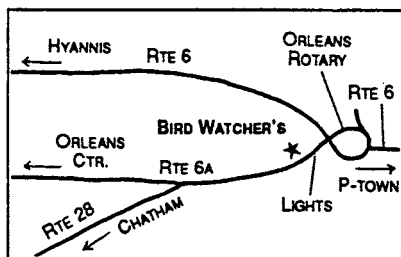 HYANNIS
RTE 6
ORLEANS
ROTARY
RTE 6
ORLEANS
CTR.
BIRD WATCHER'S
RTE 6A
P-TOWN
LIGHTS
RTE 28
CHATHAM